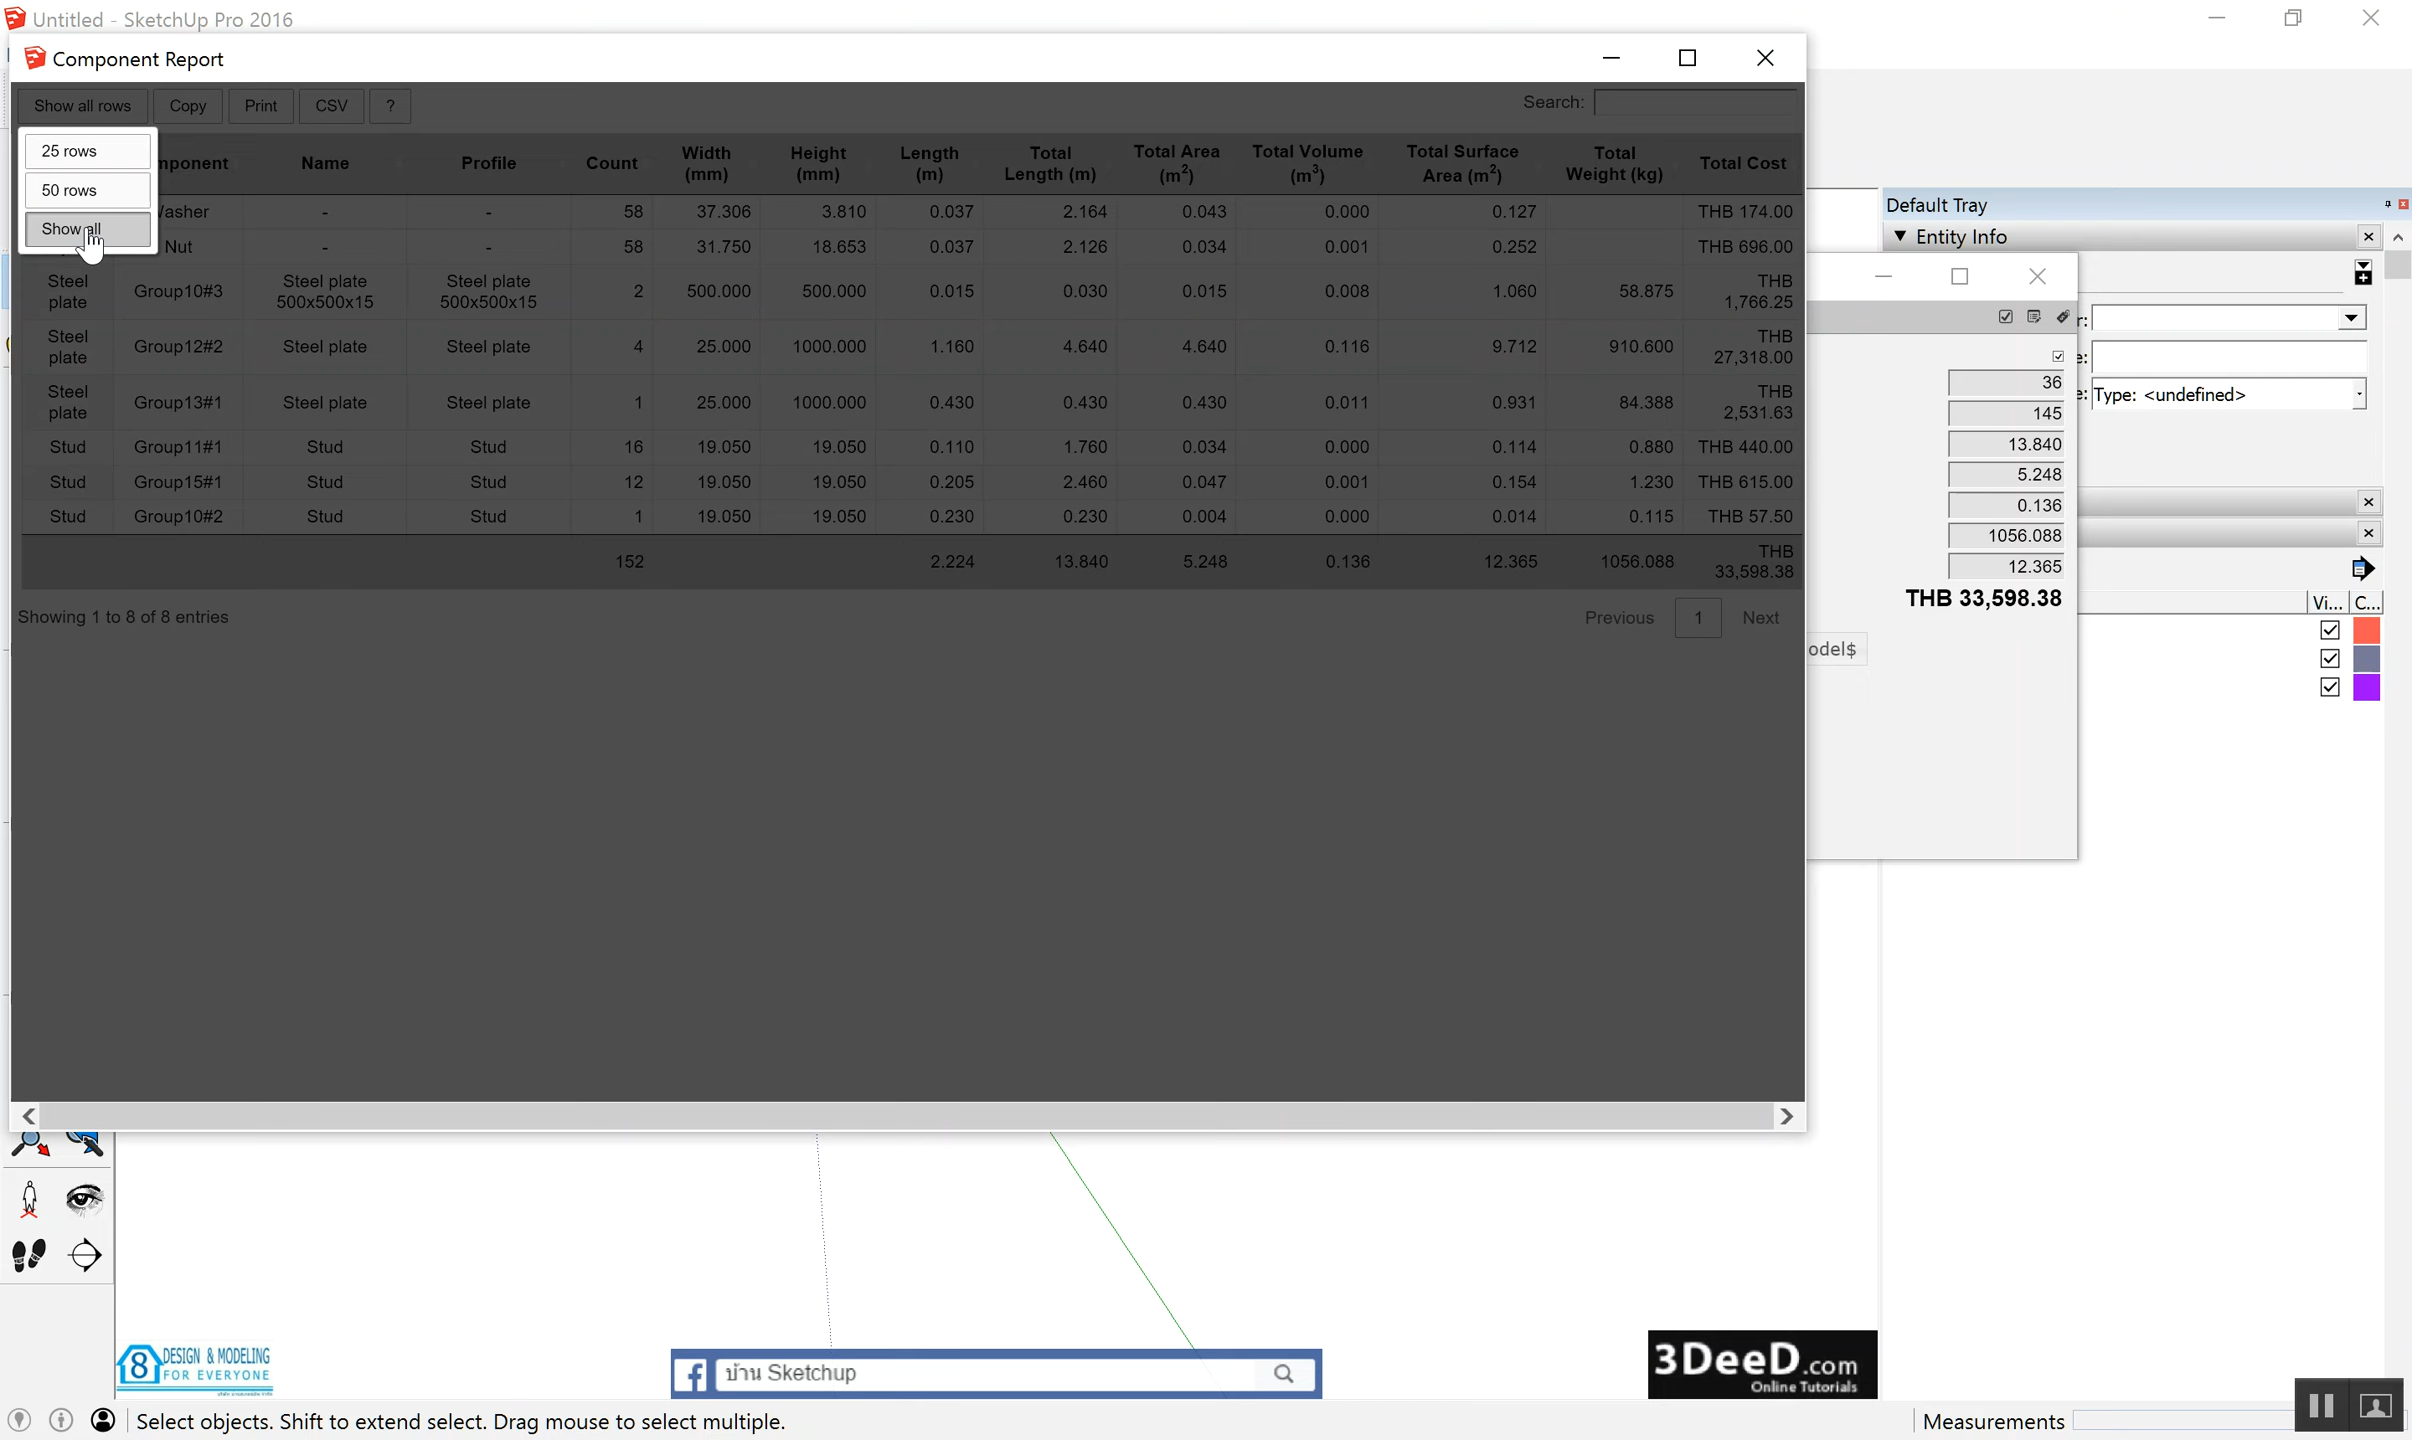 Untitled - SketchUp Pro 2016
Component Report
Show all rows Copy Print CSV ? Search:
25 rows
50 rows
Show all
Name Profile Count Width (mm) Height (mm) Length (m) Total Length (m) Total Area (m²) Total Volume (m³) Total Surface Area (m²) Total Weight (kg) Total Cost
- - 58 37.306 3.810 0.037 2.164 0.043 0.000 0.127 THB 174.00
Nut - - 58 31.750 18.653 0.037 2.126 0.034 0.001 0.252 THB 696.00
Steel plate Group10#3 Steel plate 500x500x15 Steel plate 500x500x15 2 500.000 500.000 0.015 0.030 0.015 0.008 1.060 58.875 THB 1,766.25
Steel plate Group12#2 Steel plate Steel plate 4 25.000 1000.000 1.160 4.640 4.640 0.116 9.712 910.600 THB 27,318.00
Steel plate Group13#1 Steel plate Steel plate 1 25.000 1000.000 0.430 0.430 0.430 0.011 0.931 84.388 THB 2,531.63
Stud Group11#1 Stud Stud 16 19.050 19.050 0.110 1.760 0.034 0.000 0.114 0.880 THB 440.00
Stud Group15#1 Stud Stud 12 19.050 19.050 0.205 2.460 0.047 0.001 0.154 1.230 THB 615.00
Stud Group10#2 Stud Stud 1 19.050 19.050 0.230 0.230 0.004 0.000 0.014 0.115 THB 57.50
152 2.224 13.840 5.248 0.136 12.365 1056.088 THB 33,598.38
Showing 1 to 8 of 8 entries
Previous 1 Next
36
145
13.840
5.248
0.136
1056.088
12.365
THB 33,598.38
odel$
Default Tray
Entity Info
Type: <undefined>
Vi... C...
8 DESIGN & MODELING
FOR EVERYONE
บ้าน Sketchup
3DeeD.com
Online Tutorials
Select objects. Shift to extend select. Drag mouse to select multiple.
Measurements